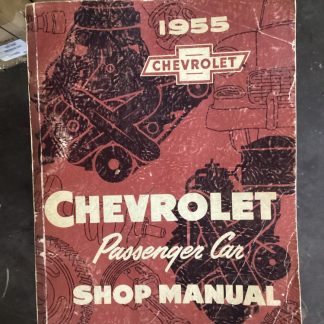 1955
CHEVROLET
CHEVROLET
Passenger Car
SHOP MANUAL